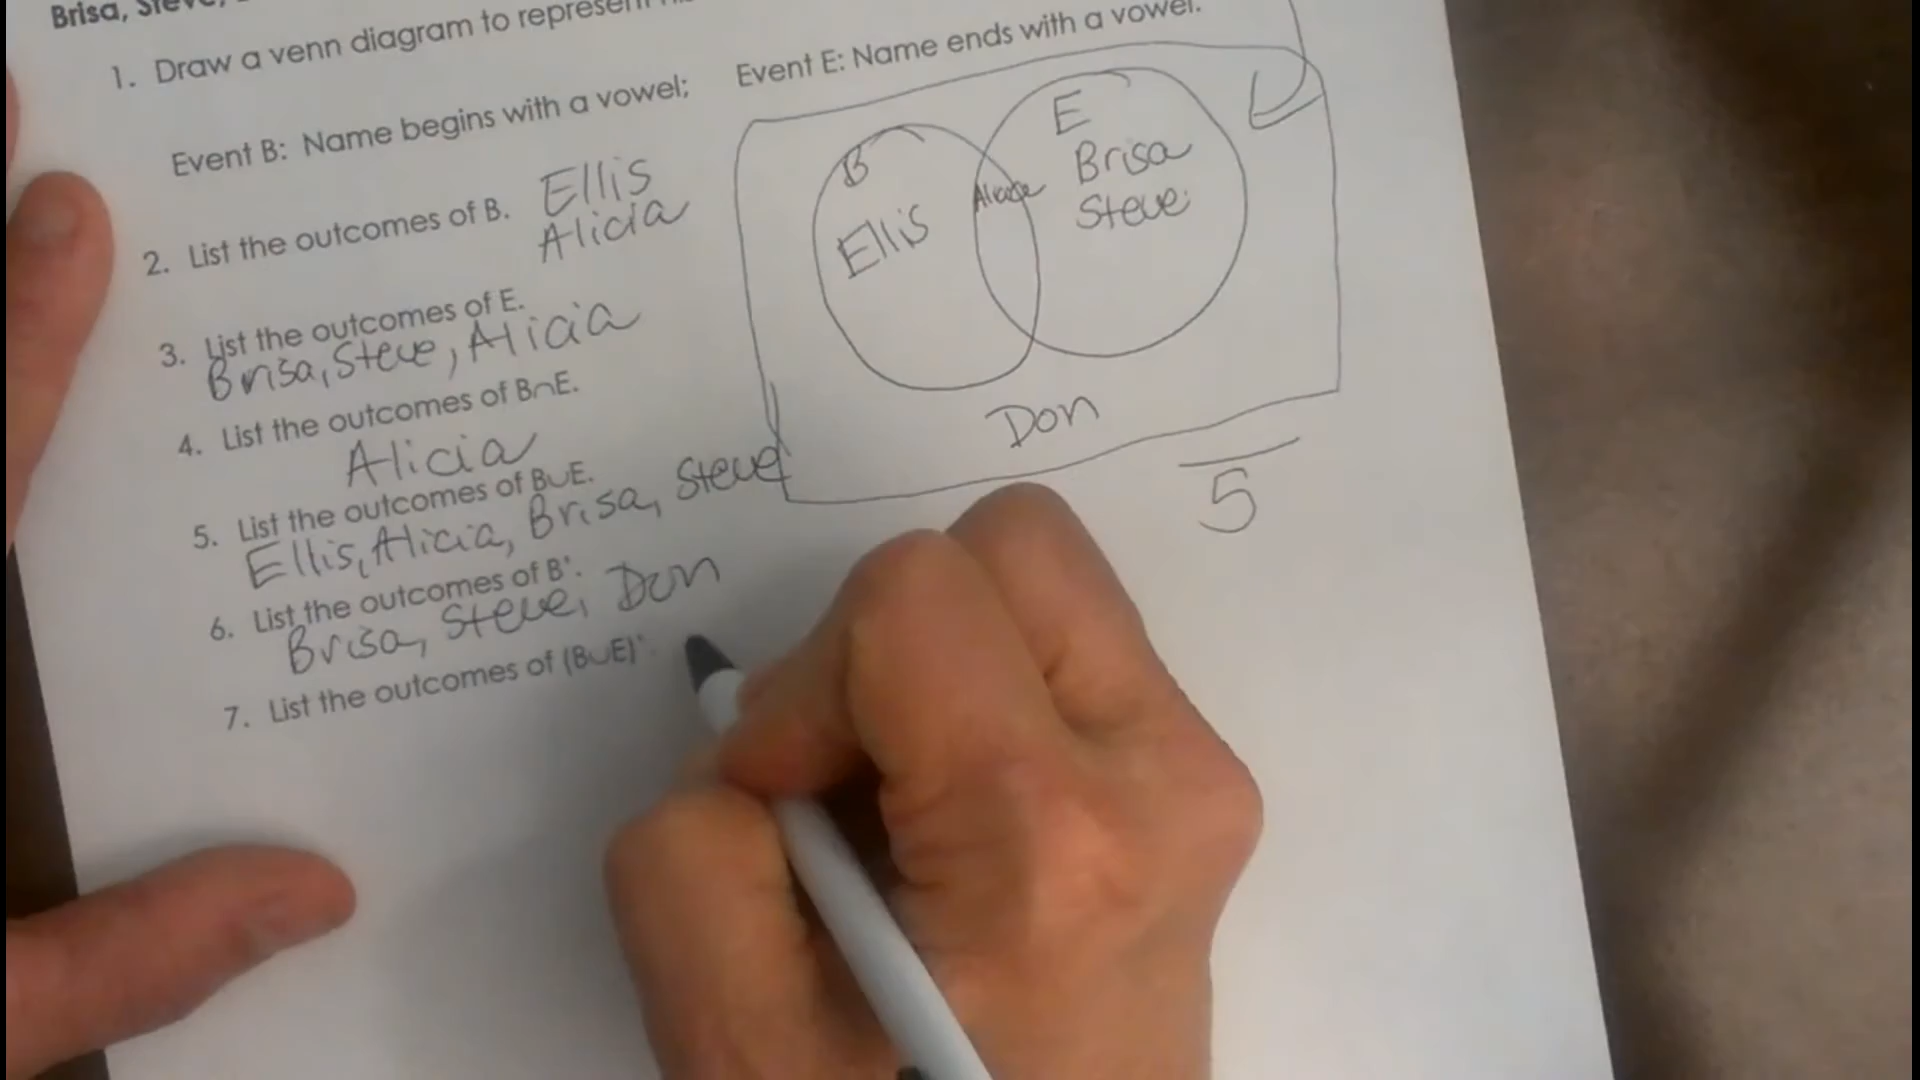 Brisa, Steve,
1. Draw a venn diagram to represent
Event B: Name begins with a vowel; Event E: Name ends with a vowel.
2. List the outcomes of B. Ellis
Alicia
3. List the outcomes of E.
Brisa, Steve, Alicia
4. List the outcomes of B∩E.
Alicia
5. List the outcomes of B∪E.
Ellis, Alicia, Brisa, Steve
6. List the outcomes of B'.
Brisa, Steve, Don
7. List the outcomes of (B∪E)'.
B
Ellis
E
Brisa
Steve
Don
5